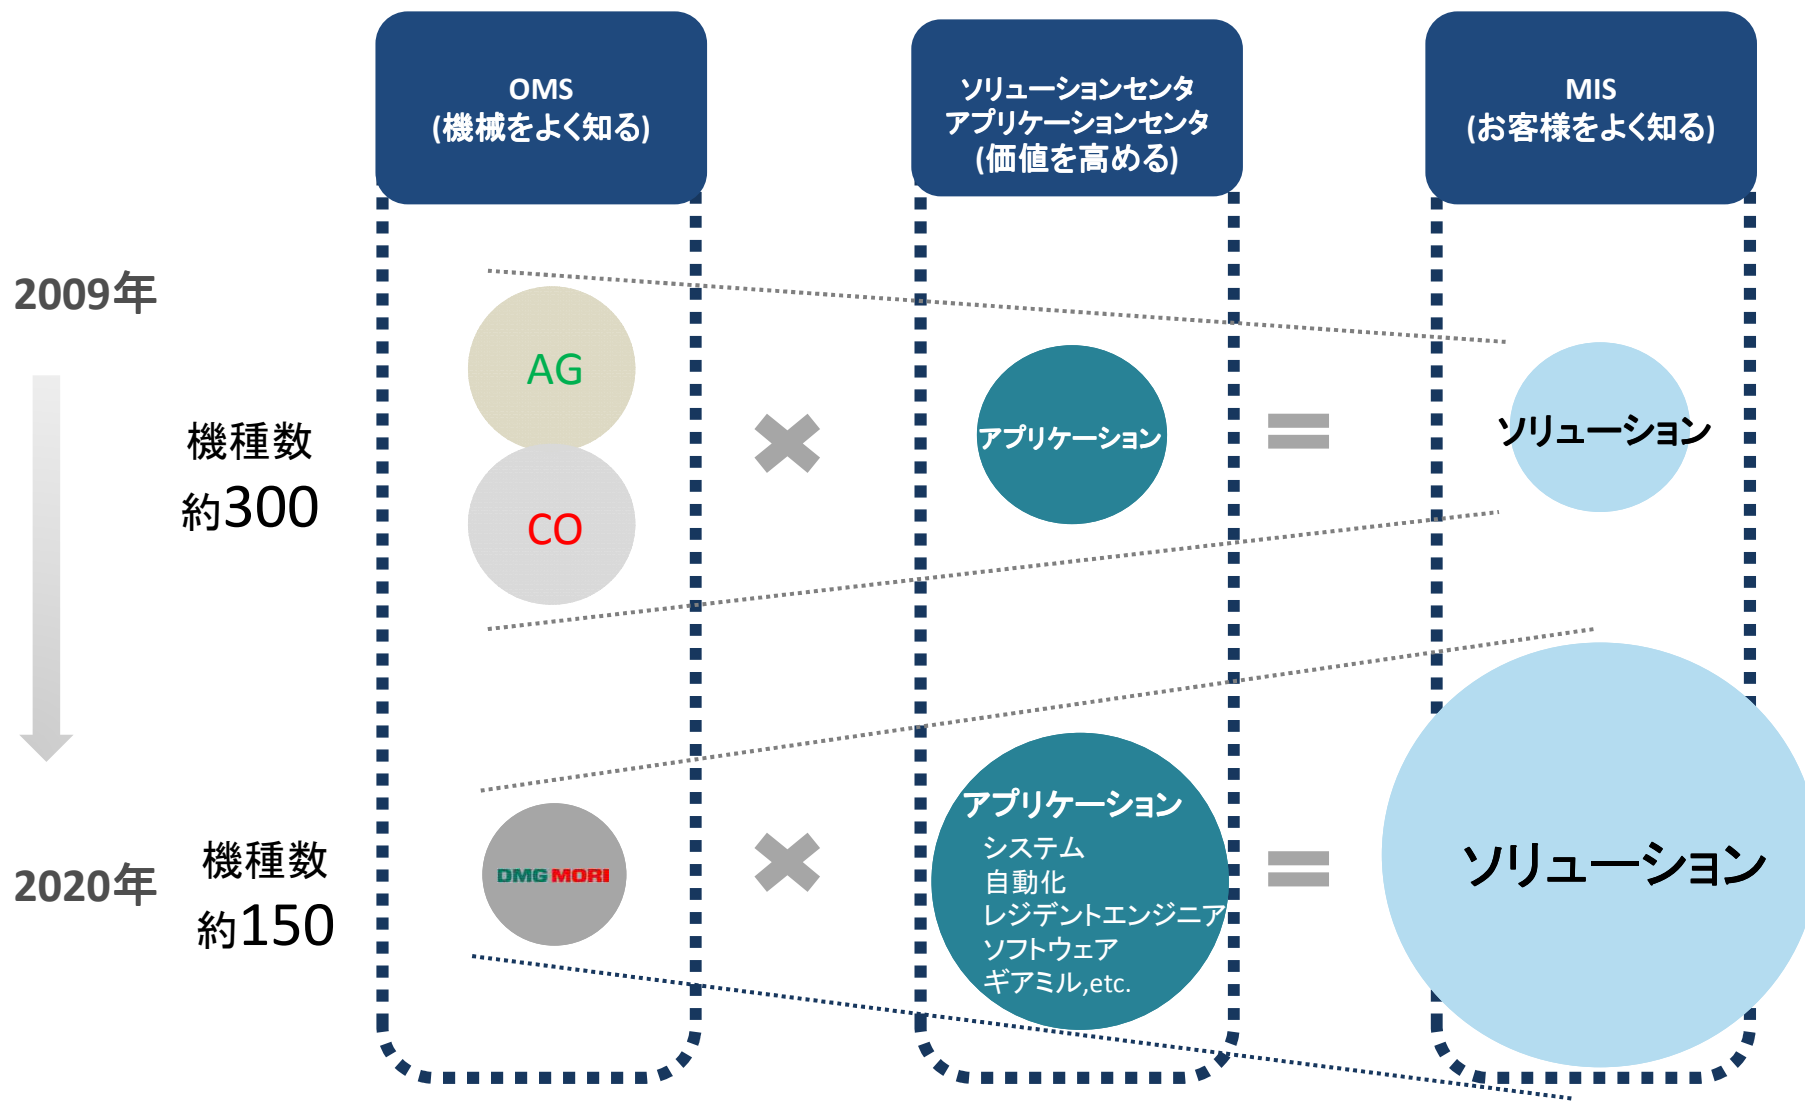 OMS
(機械をよく知る)
ソリューションセンタ
アプリケーションセンタ
(価値を高める)
MIS
(お客様をよく知る)
2009年
機種数
約300
AG
CO
アプリケーション
ソリューション
2020年
機種数
約150
DMG MORI
アプリケーション
システム
自動化
レジデントエンジニア
ソフトウェア
ギアミル,etc.
ソリューション